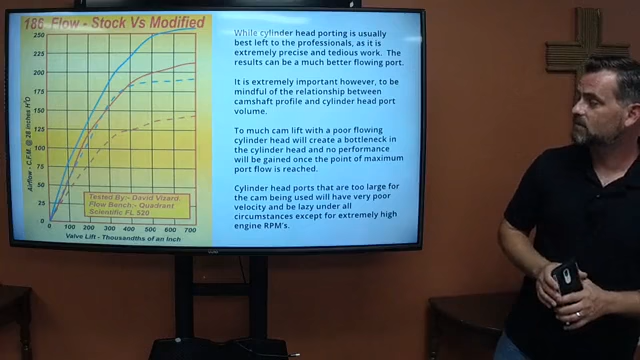 185 Flow - Stock Vs Modified
250
225
200
175
150
125
100
75
50
25
0
Airflow - C.F.M. @ 28 inches H²O
100 200 300 400 500 600 700
Valve Lift - Thousandths of an Inch
Tested By:- David Vizard.
Flow Bench:- Quadrant
Scientific FL 520
While cylinder head porting is usually
best left to the professionals, as it is
extremely precise and tedious work. The
results can be a much better flowing port.
It is extremely important however, to be
mindful of the relationship between
camshaft profile and cylinder head port
volume.
To much cam lift with a poor flowing
cylinder head will create a bottleneck in
the cylinder head and no performance
will be gained once the point of maximum
port flow is reached.
Cylinder head ports that are too large for
the cam being used will have very poor
velocity and be lazy under all
circumstances except for extremely high
engine RPM's.